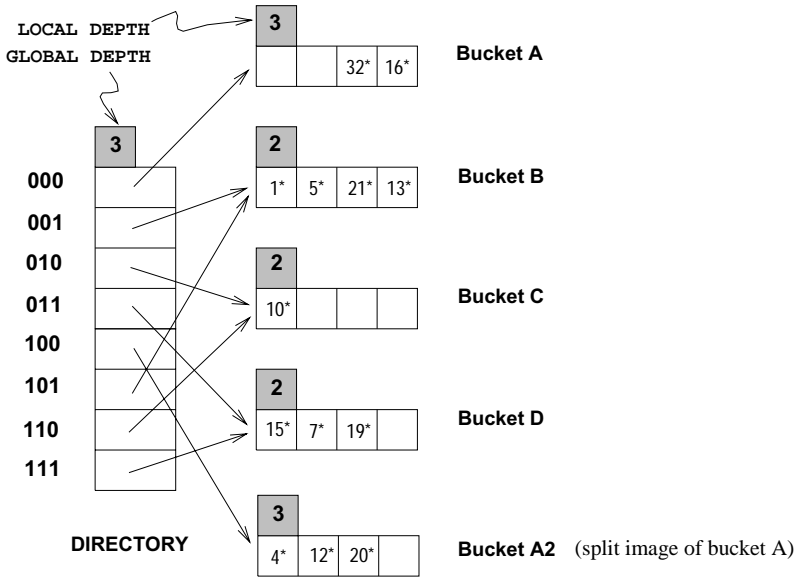 LOCAL DEPTH
GLOBAL DEPTH
3
32* 16*
Bucket A
3
000
001
010
011
100
101
110
111
DIRECTORY
2
1* 5* 21* 13*
Bucket B
2
10*
Bucket C
2
15* 7* 19*
Bucket D
3
4* 12* 20*
Bucket A2 (split image of bucket A)